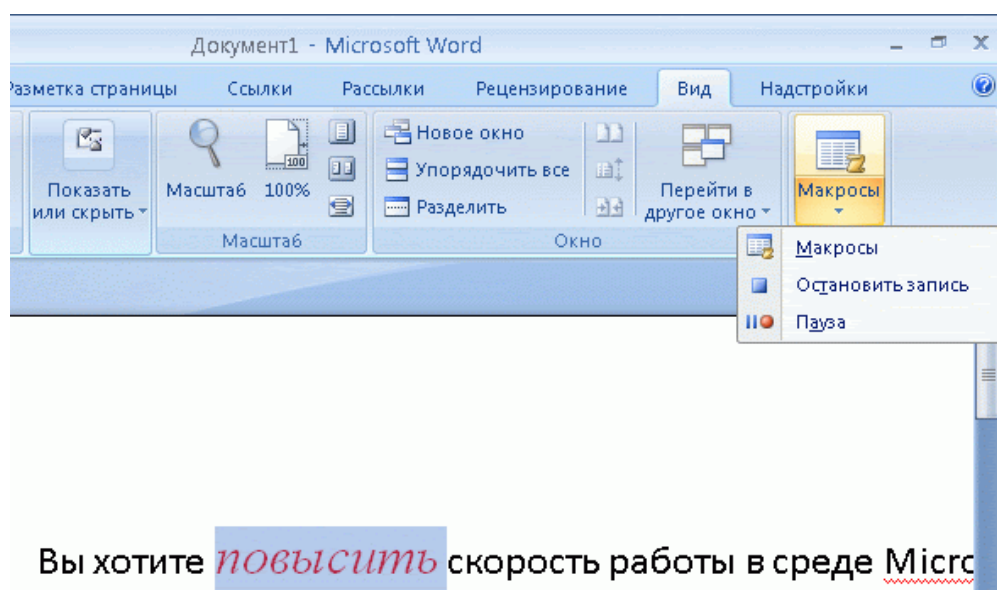 Документ1 - Microsoft Word
Разметка страницы Ссылки Рассылки Рецензирование Вид Надстройки
Показать или скрыть
Масштаб
100%
100
Новое окно
Упорядочить все
Разделить
Перейти в другое окно
Макросы
Масштаб Окно
Макросы
Остановить запись
Пауза
Вы хотите повысить скорость работы в среде Micro